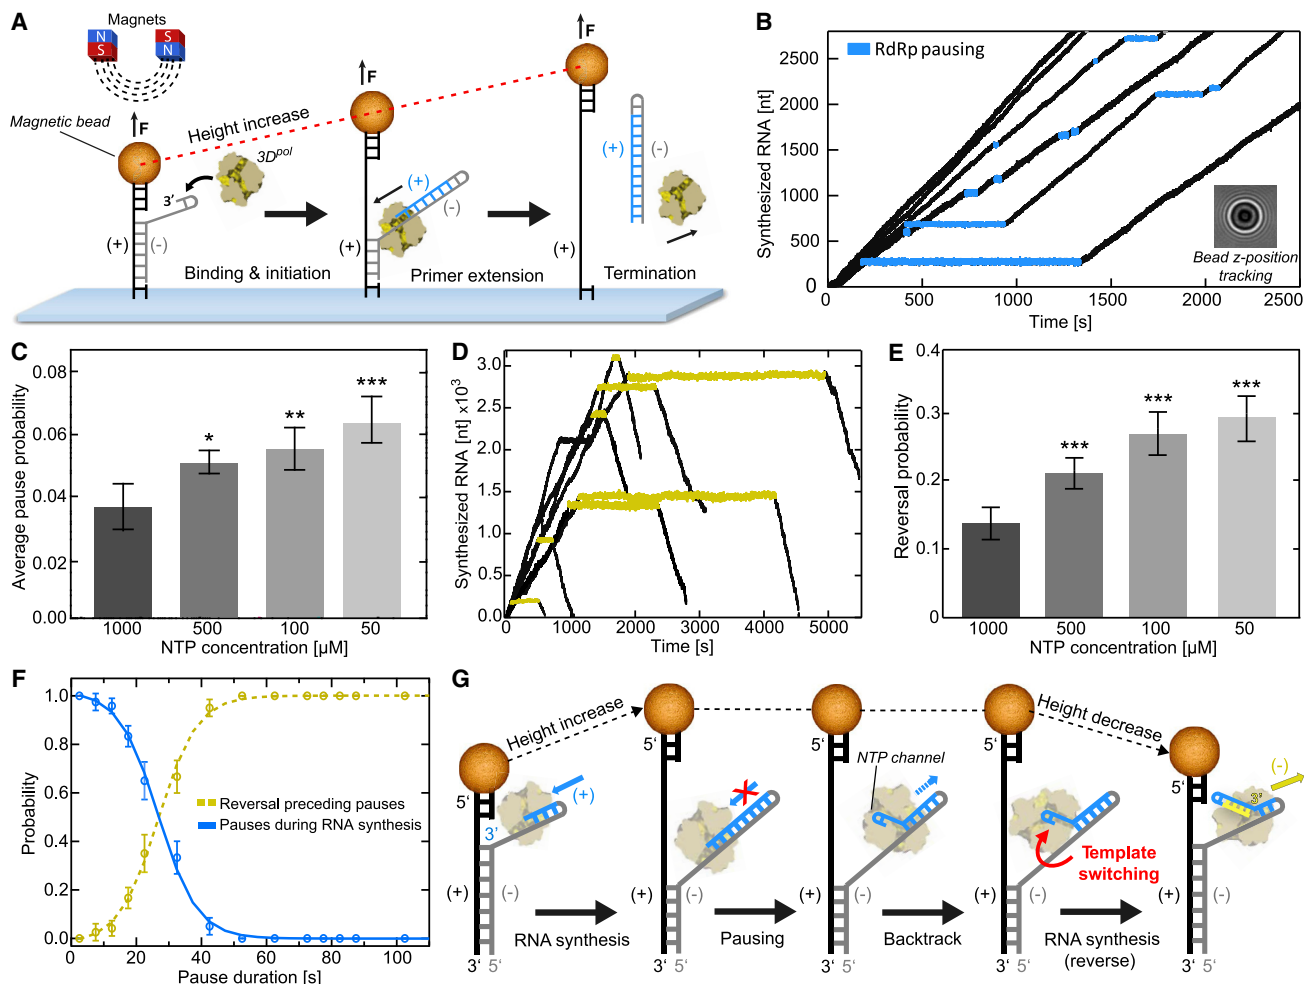 A
Magnets
N
S
S
N
F
F
F
Magnetic bead
Height increase
3D^pol
3'
(+)
(-)
(+)
(-)
(+)
(+)
(-)
(+)
Binding & initiation
Primer extension
Termination
B
RdRp pausing
Synthesized RNA [nt]
2500
2000
1500
1000
500
0
0
500
1000
1500
2000
2500
Time [s]
Bead z-position
tracking
C
Average pause probability
0.08
0.06
0.04
0.02
0.00
*
**
***
1000
500
100
50
NTP concentration [µM]
D
Synthesized RNA [nt] x10³
3.0
2.5
2.0
1.5
1.0
0.5
0.0
0
1000
2000
3000
4000
5000
Time [s]
E
Reversal probability
0.4
0.3
0.2
0.1
0
***
***
***
1000
500
100
50
NTP concentration [µM]
F
Probability
1.0
0.8
0.6
0.4
0.2
0.0
Reversal preceding pauses
Pauses during RNA synthesis
0
20
40
60
80
100
Pause duration [s]
G
Height increase
Height decrease
5‘
5‘
5‘
5‘
5‘
(+)
3‘
NTP channel
3‘
(-)
Template
switching
(+)
(-)
(+)
(-)
(+)
(-)
(+)
(-)
(+)
(-)
RNA synthesis
Pausing
Backtrack
RNA synthesis
(reverse)
3‘ 5‘
3‘ 5‘
3‘ 5‘
3‘ 5‘
3‘ 5‘